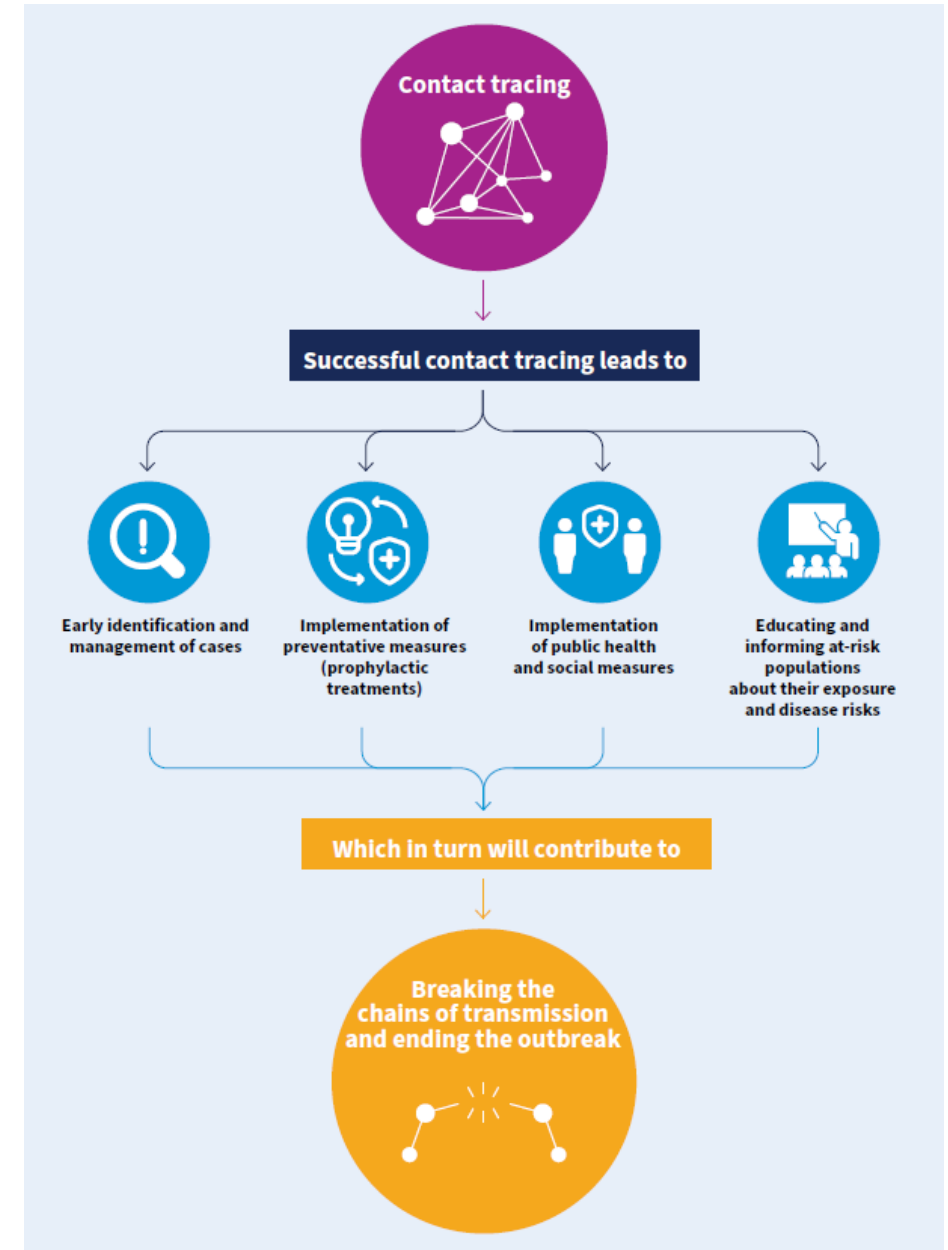 Contact tracing
Successful contact tracing leads to
Early identification and
management of cases
Implementation of
preventative measures
(prophylactic
treatments)
Implementation
of public health
and social measures
Educating and
informing at-risk
populations
about their exposure
and disease risks
Which in turn will contribute to
Breaking the
chains of transmission
and ending the outbreak